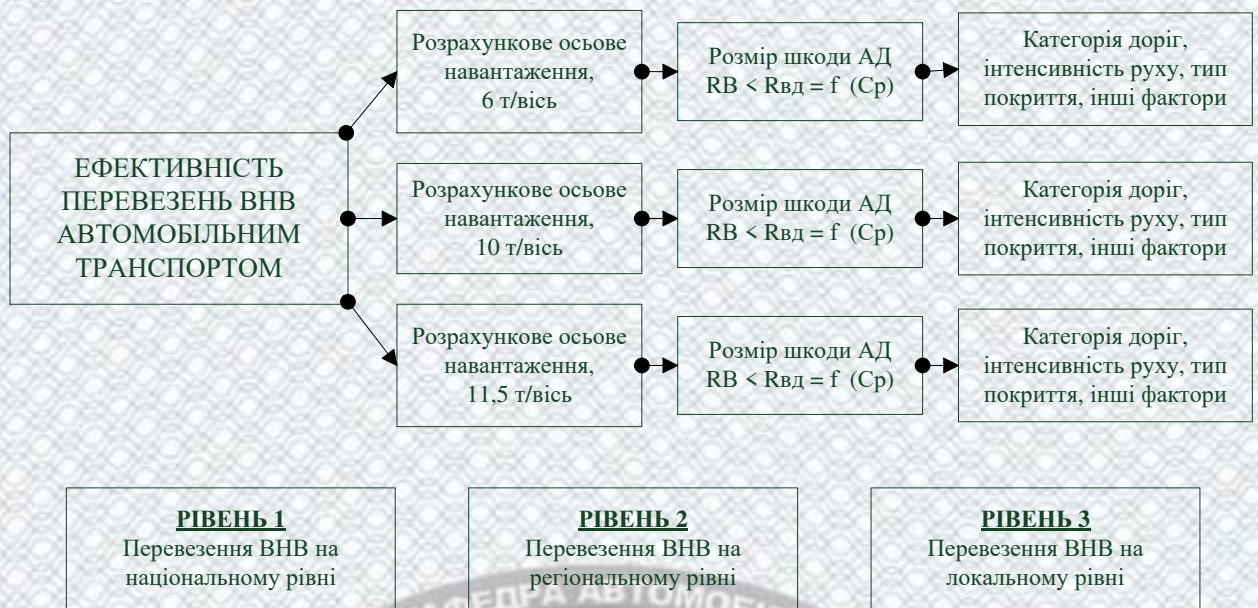 ЕФЕКТИВНІСТЬ
ПЕРЕВЕЗЕНЬ ВНВ
АВТОМОБІЛЬНИМ
ТРАНСПОРТОМ
Розрахункове осьове
навантаження,
6 т/вісь
Розмір шкоди АД
RВ < Rвд = f (Ср)
Категорія доріг,
інтенсивність руху, тип
покриття, інші фактори
Розрахункове осьове
навантаження,
10 т/вісь
Розмір шкоди АД
RВ < Rвд = f (Ср)
Категорія доріг,
інтенсивність руху, тип
покриття, інші фактори
Розрахункове осьове
навантаження,
11,5 т/вісь
Розмір шкоди АД
RВ < Rвд = f (Ср)
Категорія доріг,
інтенсивність руху, тип
покриття, інші фактори
РІВЕНЬ 1
Перевезення ВНВ на
національному рівні
РІВЕНЬ 2
Перевезення ВНВ на
регіональному рівні
РІВЕНЬ 3
Перевезення ВНВ на
локальному рівні